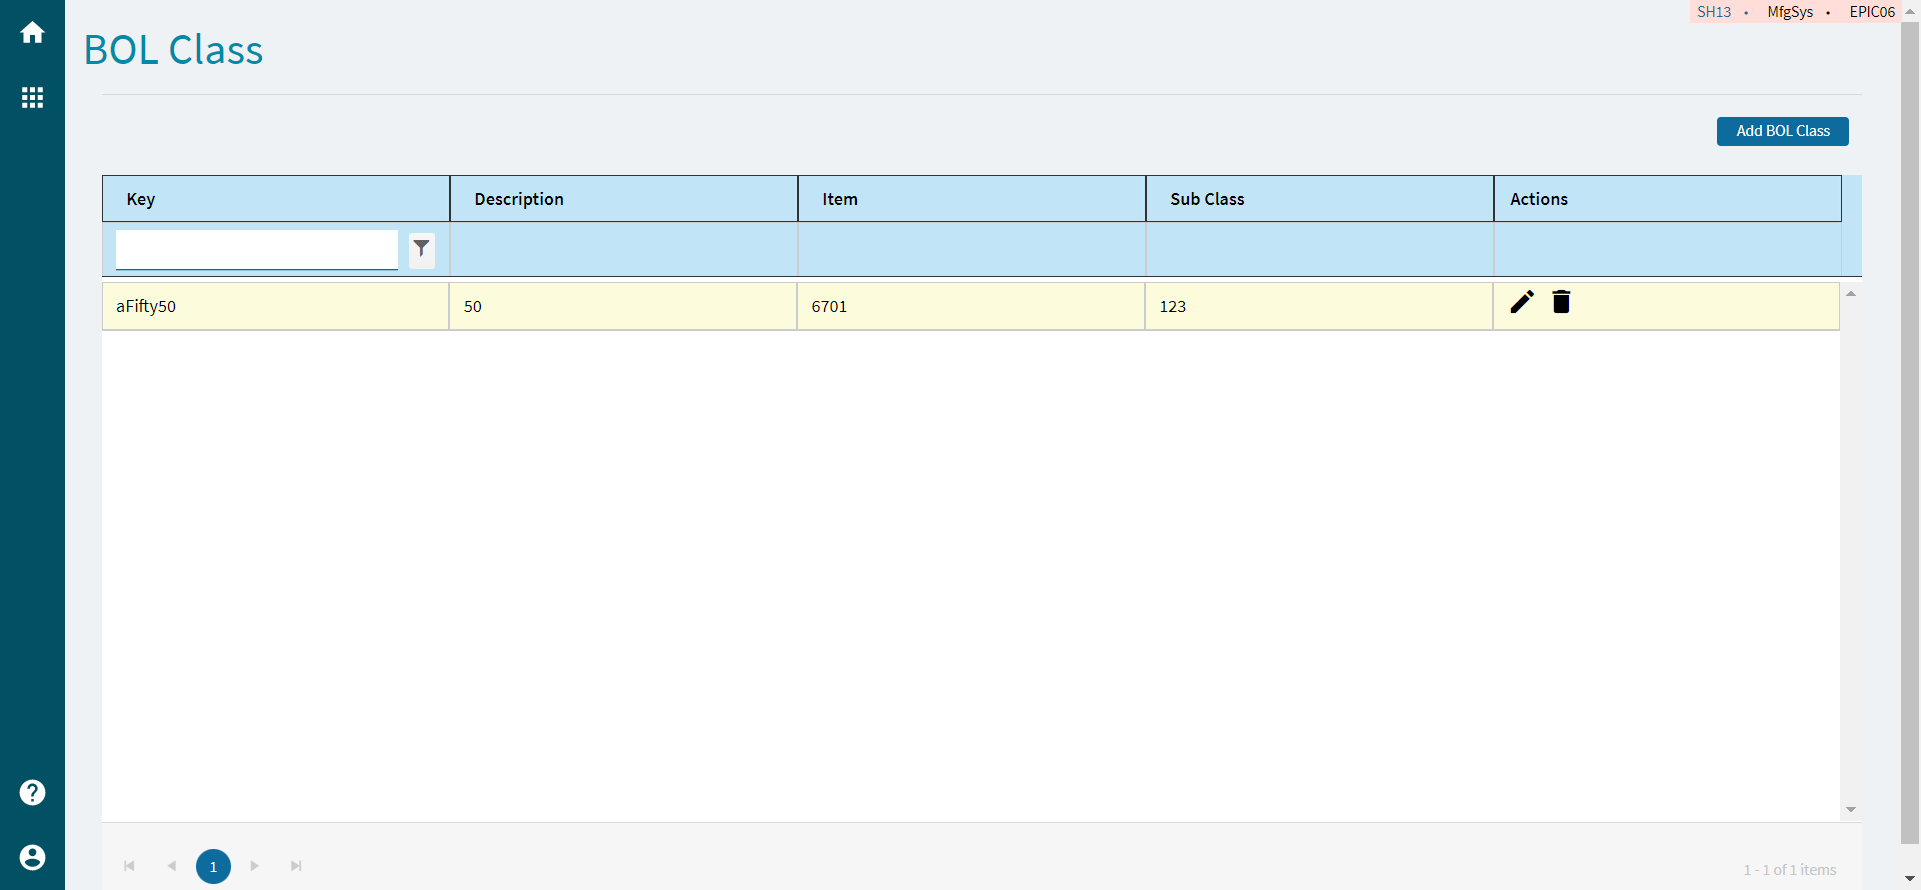 SH13 • MfgSys • EPIC06
BOL Class
Add BOL Class
Key Description Item Sub Class Actions
aFifty50 50 6701 123
1
1 - 1 of 1 items